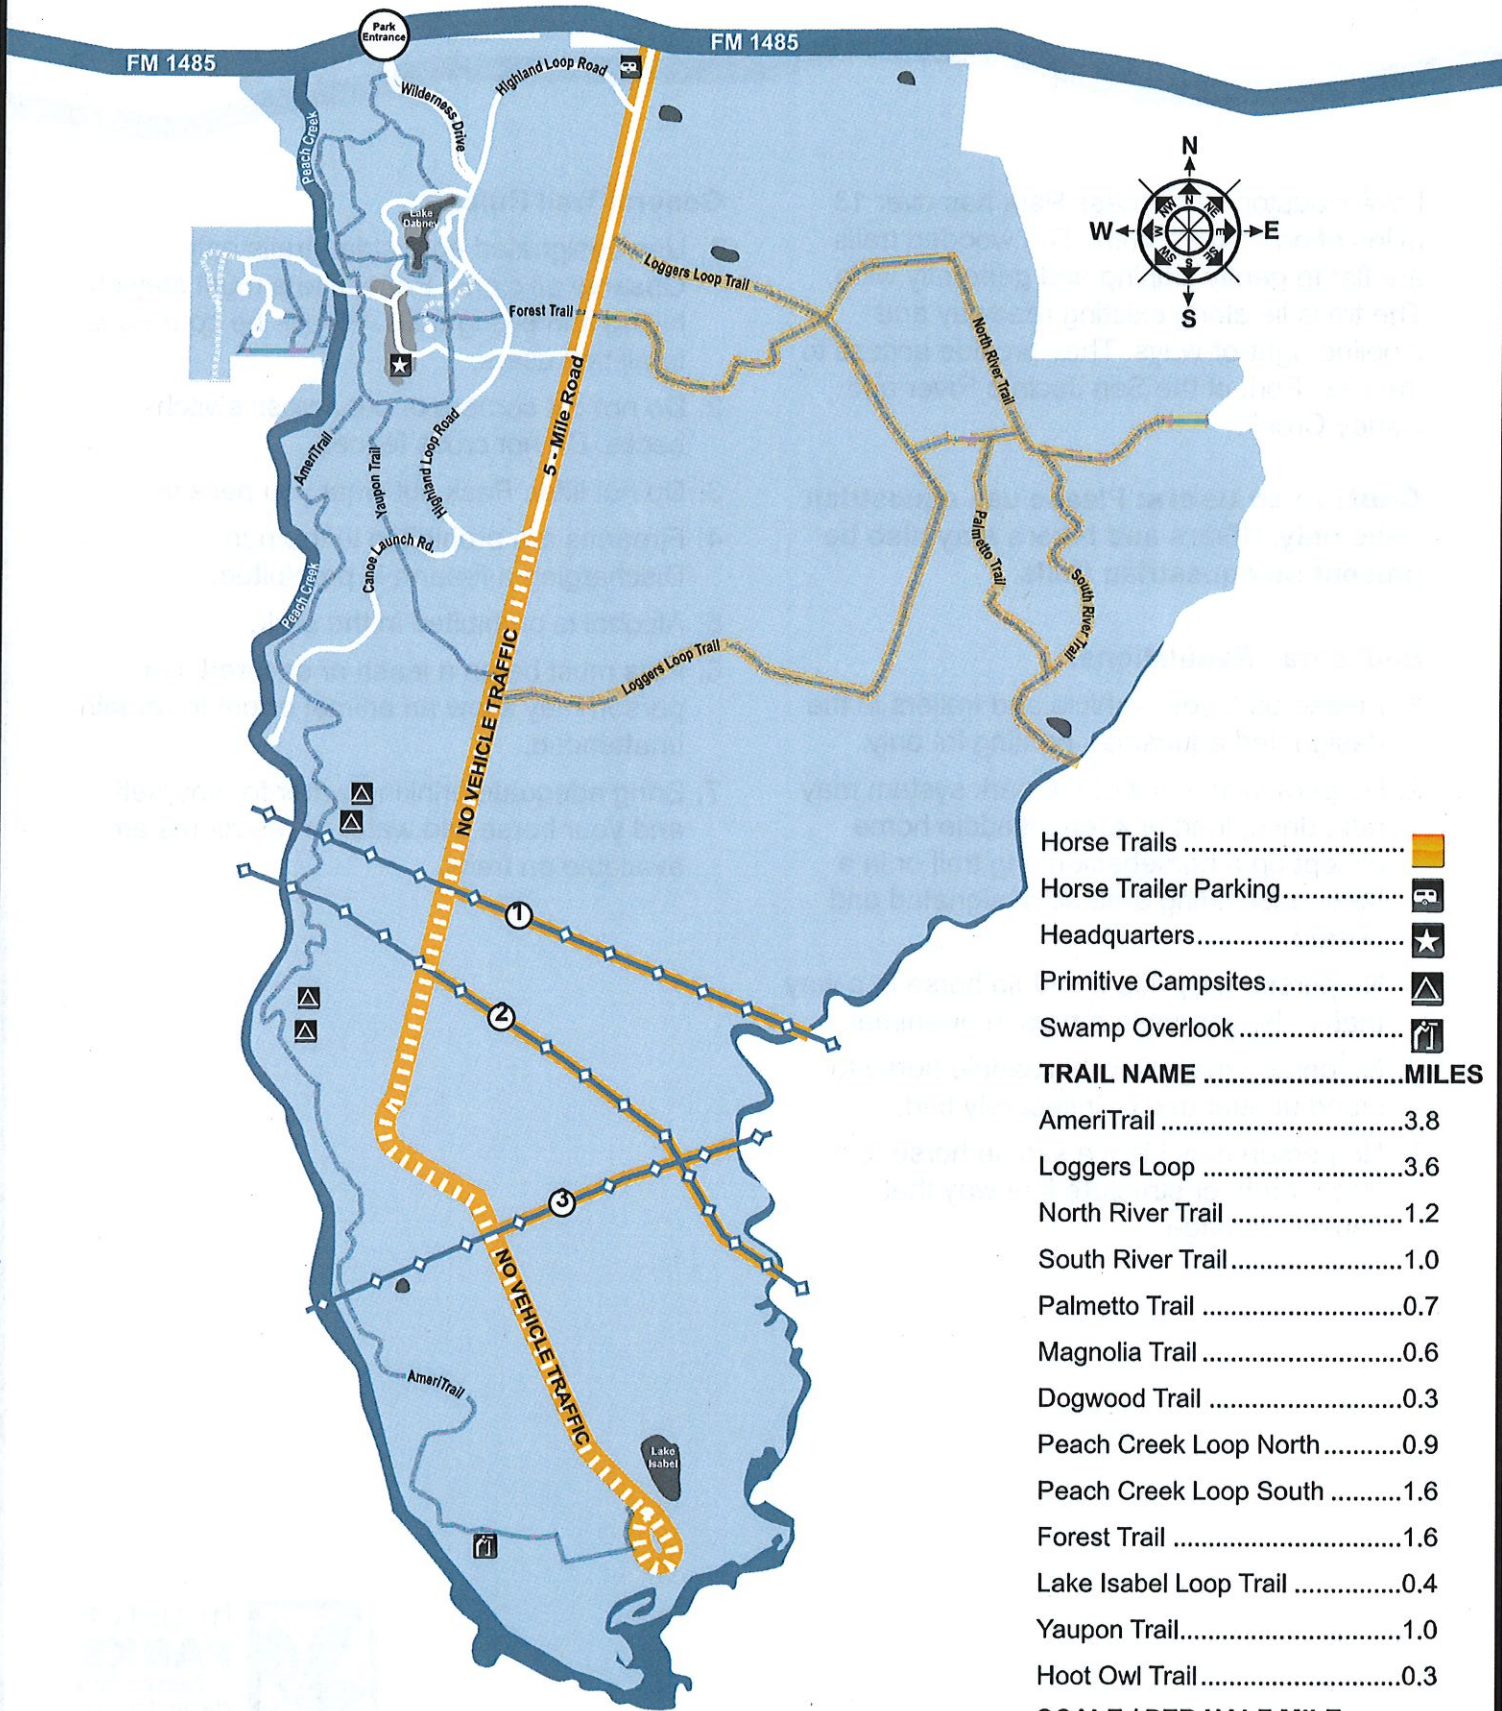 Park
Entrance
FM 1485
FM 1485
Highland Loop Road
Wilderness Drive
Peach Creek
Lake
Dabney
N
NW N NE
W W E E
SW S SE
S
Loggers Loop Trail
Forest Trail
North River Trail
5 - Mile Road
AmeriTrail
Yaupon Trail
Highland Loop Road
Canoe Launch Rd.
Palmetto Trail
South River Trail
Peach Creek
Loggers Loop Trail
NO VEHICLE TRAFFIC
1
2
3
NO VEHICLE TRAFFIC
AmeriTrail
Lake
Isabel
Horse Trails ..............................
Horse Trailer Parking................
Headquarters............................
Primitive Campsites..................
Swamp Overlook ......................
TRAIL NAME ...........................MILES
AmeriTrail .................................3.8
Loggers Loop ...........................3.6
North River Trail .......................1.2
South River Trail........................1.0
Palmetto Trail ...........................0.7
Magnolia Trail ...........................0.6
Dogwood Trail ..........................0.3
Peach Creek Loop North...........0.9
Peach Creek Loop South ..........1.6
Forest Trail ...............................1.6
Lake Isabel Loop Trail ..............0.4
Yaupon Trail..............................1.0
Hoot Owl Trail...........................0.3